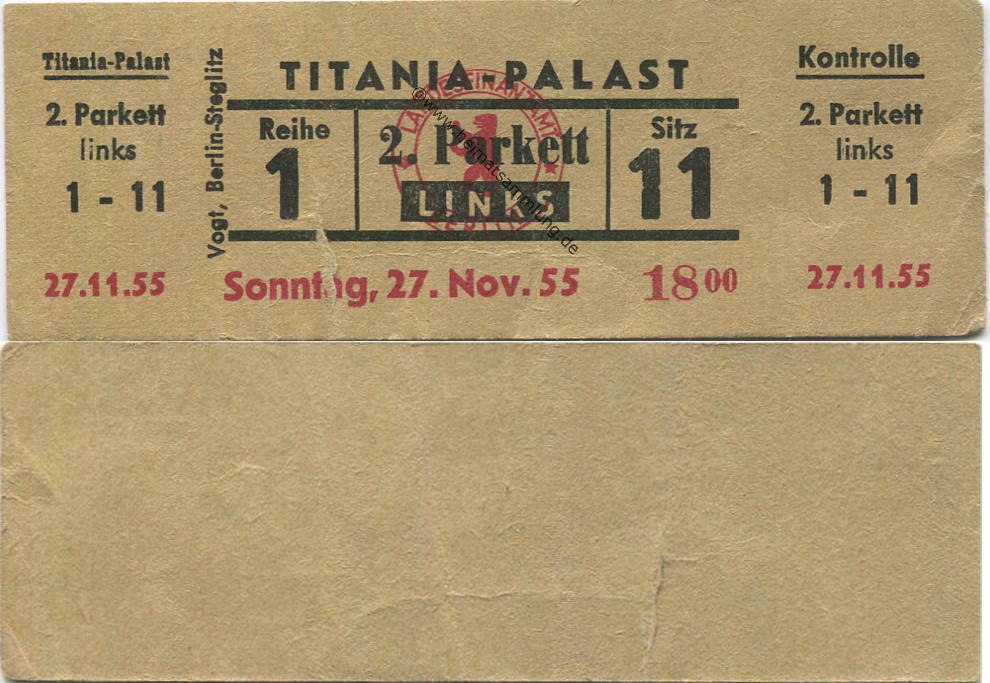 Titania-Palast
2. Parkett
links
1 - 11
27.11.55
Vogt, Berlin-Steglitz
TITANIA-PALAST
Reihe
1
2. Parkett
LINKS
Sitz
11
LANDESFINANZAMT
BERLIN
©www.heimatsammlung.de
Sonntag, 27. Nov. 55
18 00
Kontrolle
2. Parkett
links
1 - 11
27.11.55